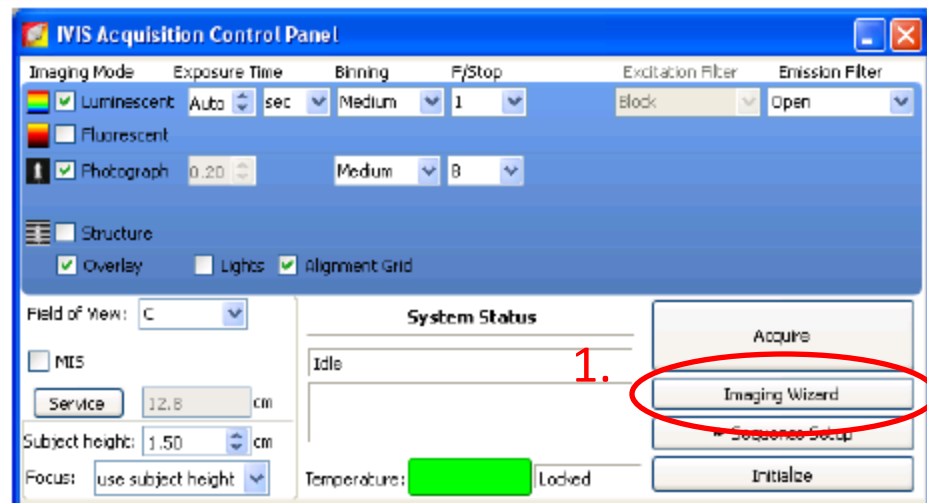 IVIS Acquisition Control Panel
Imaging Mode Exposure Time Binning F/Stop Excitation Filter Emission Filter
Luminescent Auto sec Medium 1 Block Open
Fluorescent
Photograph 0.20 Medium 8
Structure
Overlay Lights Alignment Grid
Field of View: C
System Status
Acquire
MIS
Idle
1.
Imaging Wizard
Service 12.8 cm
Sequence Setup
Subject height: 1.50 cm
Focus: use subject height
Temperature: Locked
Initialize